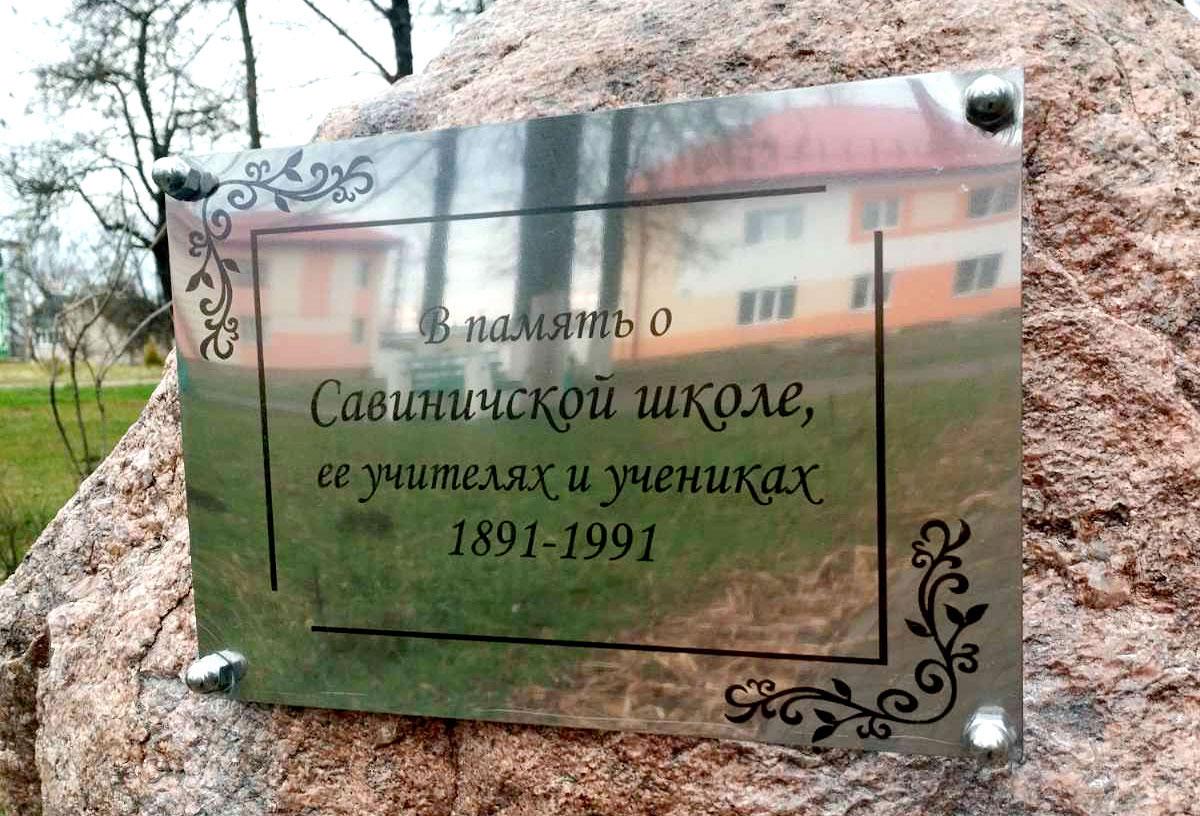 В память о
Савиничской школе,
ее учителях и учениках
1891-1991